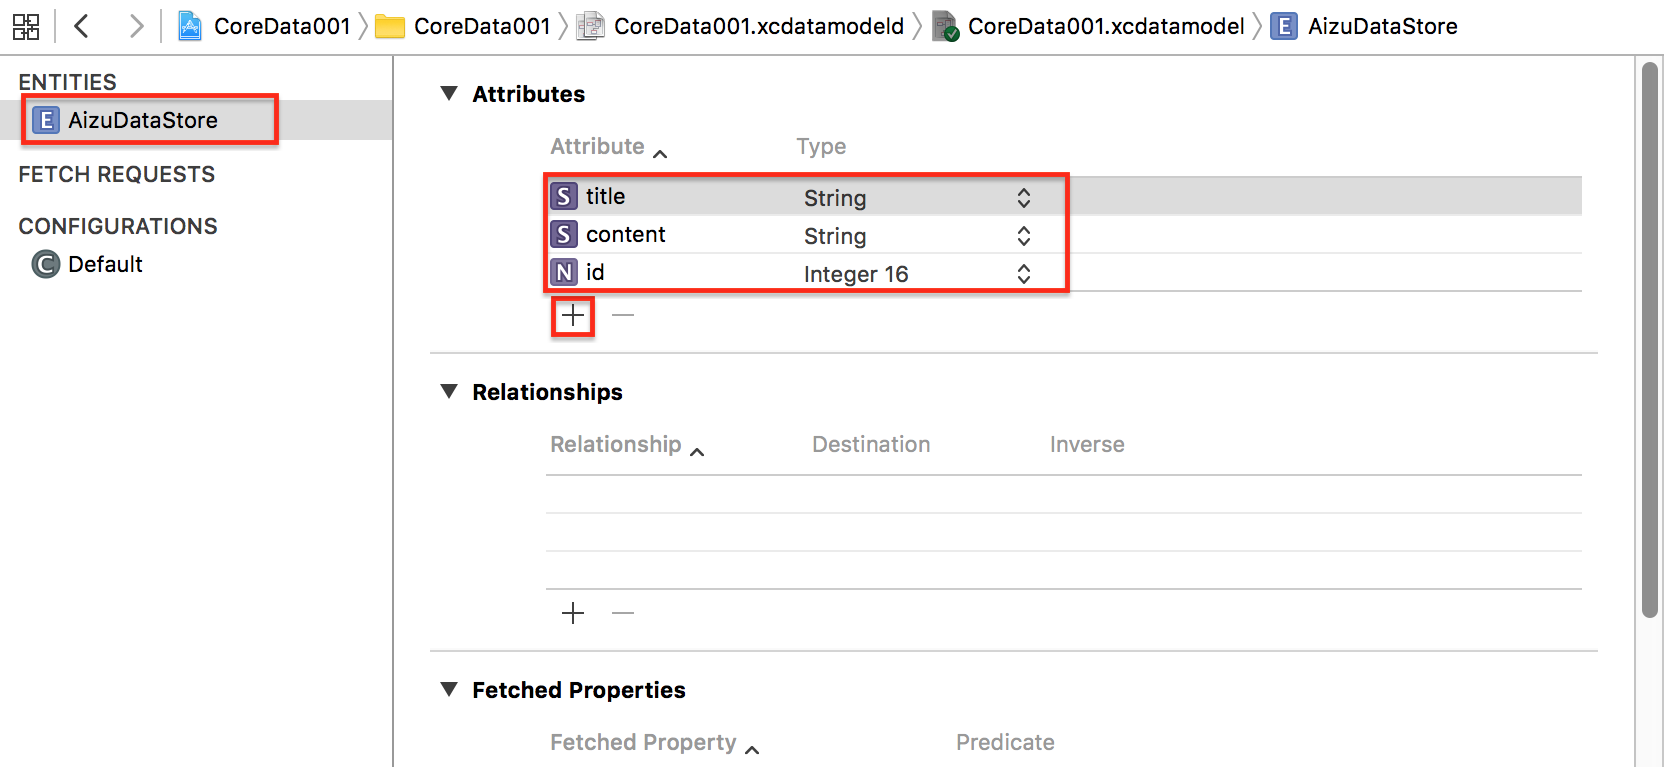 CoreData001 CoreData001 CoreData001.xcdatamodeld CoreData001.xcdatamodel E AizuDataStore
ENTITIES
E AizuDataStore
FETCH REQUESTS
CONFIGURATIONS
C Default
Attributes
Attribute Type
S title String
S content String
N id Integer 16
Relationships
Relationship Destination Inverse
Fetched Properties
Fetched Property Predicate